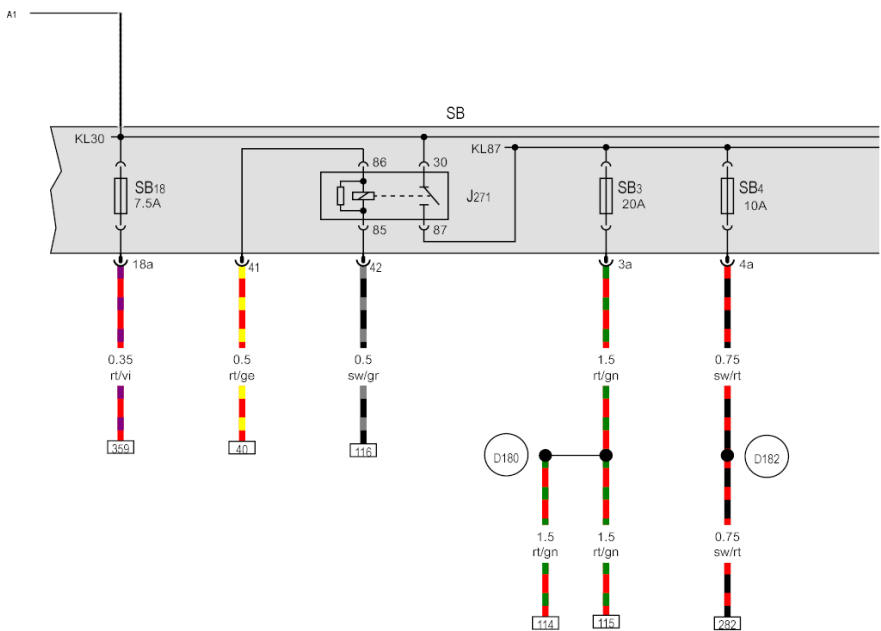 A1
SB
KL30
KL87
86
30
SB18
7.5A
J271
SB3
20A
SB4
10A
85
87
18a
41
42
3a
4a
0.35
rt/vi
0.5
rt/ge
0.5
sw/gr
1.5
rt/gn
0.75
sw/rt
359
40
116
D180
D182
1.5
rt/gn
1.5
rt/gn
0.75
sw/rt
114
115
282